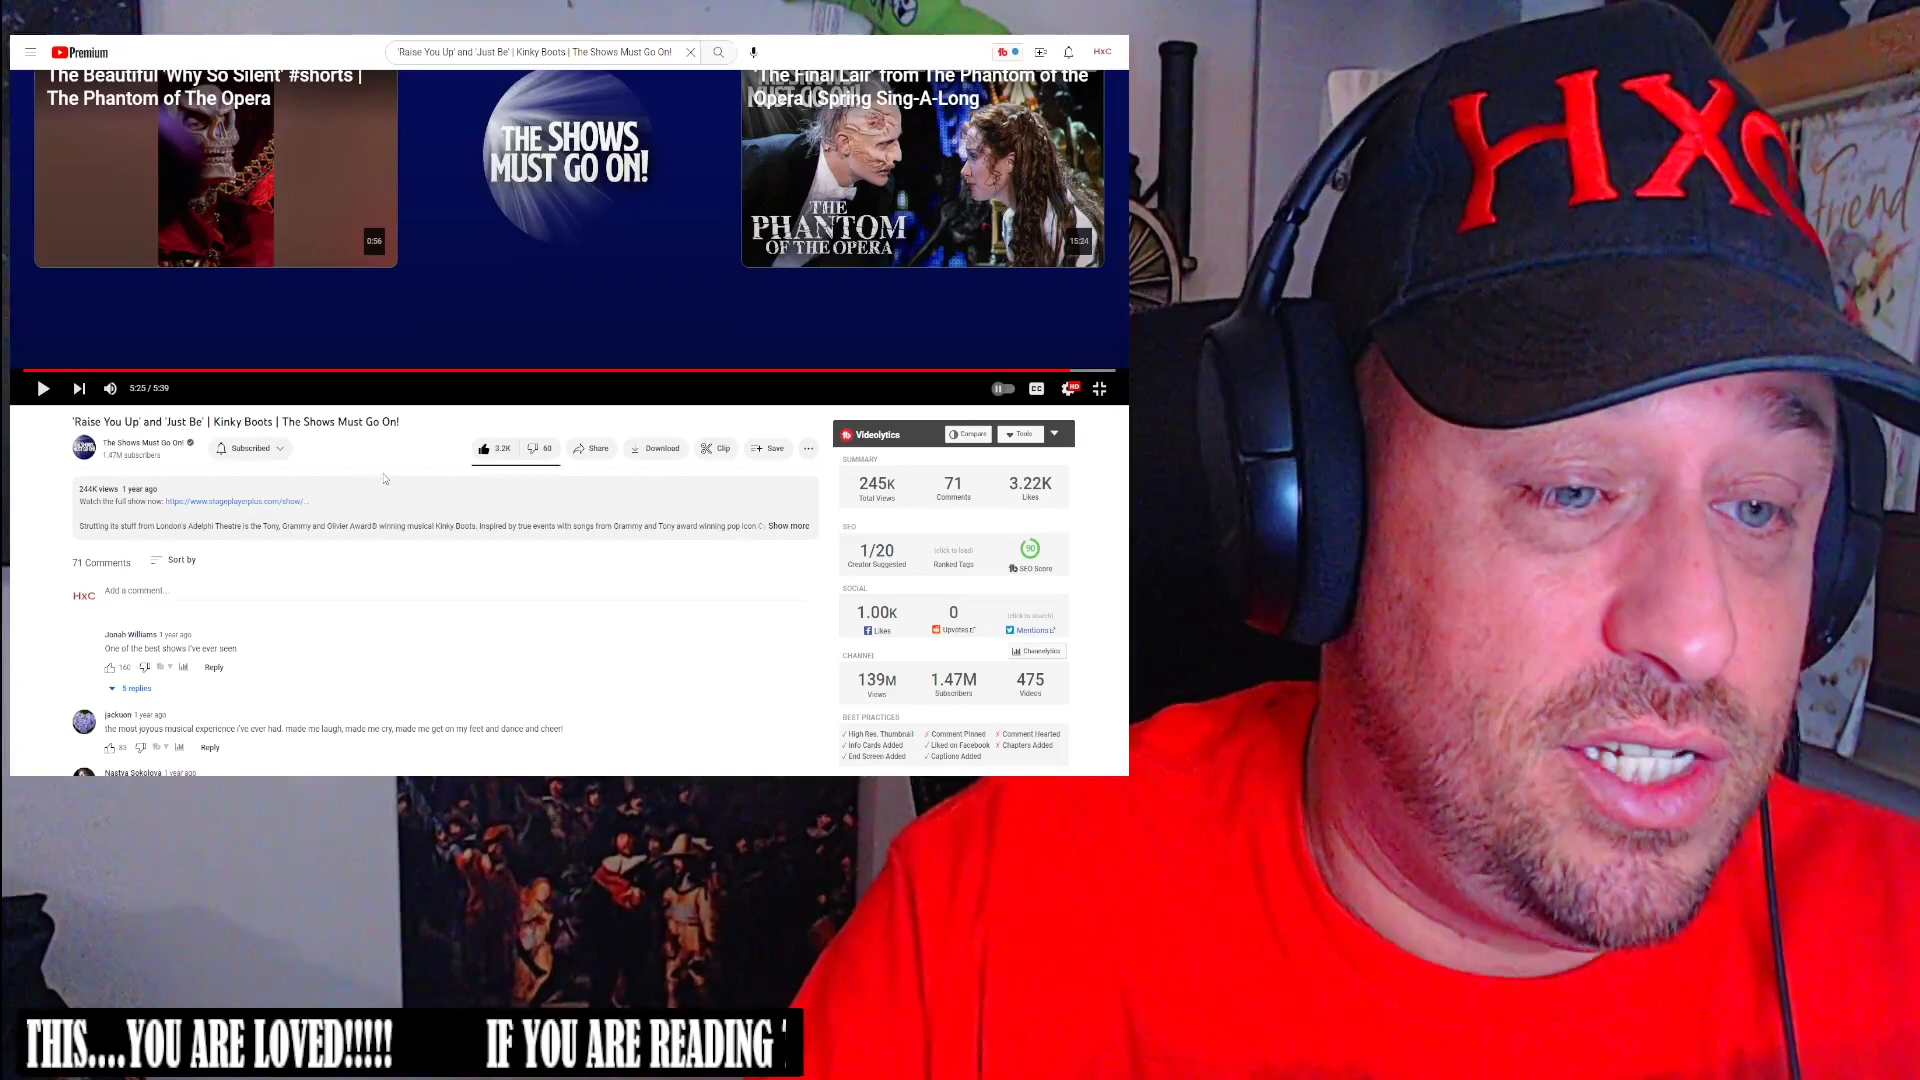 Premium
'Raise You Up' and 'Just Be' | Kinky Boots | The Shows Must Go On!
HxC
The Beautiful 'Why So Silent' #shorts |
The Phantom of The Opera
0:56
THE SHOWS
MUST GO ON!
'The Final Lair' from The Phantom of the
Opera | Spring Sing-A-Long
THE
PHANTOM
OF THE OPERA
15:24
5:25 / 5:39
CC
HD
'Raise You Up' and 'Just Be' | Kinky Boots | The Shows Must Go On!
The Shows Must Go On!
1.47M subscribers
Subscribed
3.2K
60
Share
Download
Clip
Save
244K views 1 year ago
Watch the full show now: https://www.stageplayerplus.com/show/...
Strutting its stuff from London's Adelphi Theatre is the Tony, Grammy and Olivier Award® winning musical Kinky Boots. Inspired by true events with songs from Grammy and Tony award winning pop icon C Show more
71 Comments
Sort by
HxC
Add a comment...
Jonah Williams 1 year ago
One of the best shows I've ever seen
160
Reply
5 replies
jackuon 1 year ago
the most joyous musical experience i've ever had. made me laugh, made me cry, made me get on my feet and dance and cheer!
83
Reply
Nastya Sokolova 1 year ago
Videolytics
Compare
Tools
SUMMARY
245K
Total Views
71
Comments
3.22K
Likes
SEO
1/20
Creator Suggested
(click to load)
Ranked Tags
90
SEO Score
SOCIAL
1.00K
Likes
0
Upvotes
(click to search)
Mentions
CHANNEL
Channelytics
139M
Views
1.47M
Subscribers
475
Videos
BEST PRACTICES
✓ High Res. Thumbnail
✗ Comment Pinned
✗ Comment Hearted
✓ Info Cards Added
✓ Liked on Facebook
✗ Chapters Added
✓ End Screen Added
✓ Captions Added
HxC
Friend
THIS....YOU ARE LOVED!!!!! IF YOU ARE READING